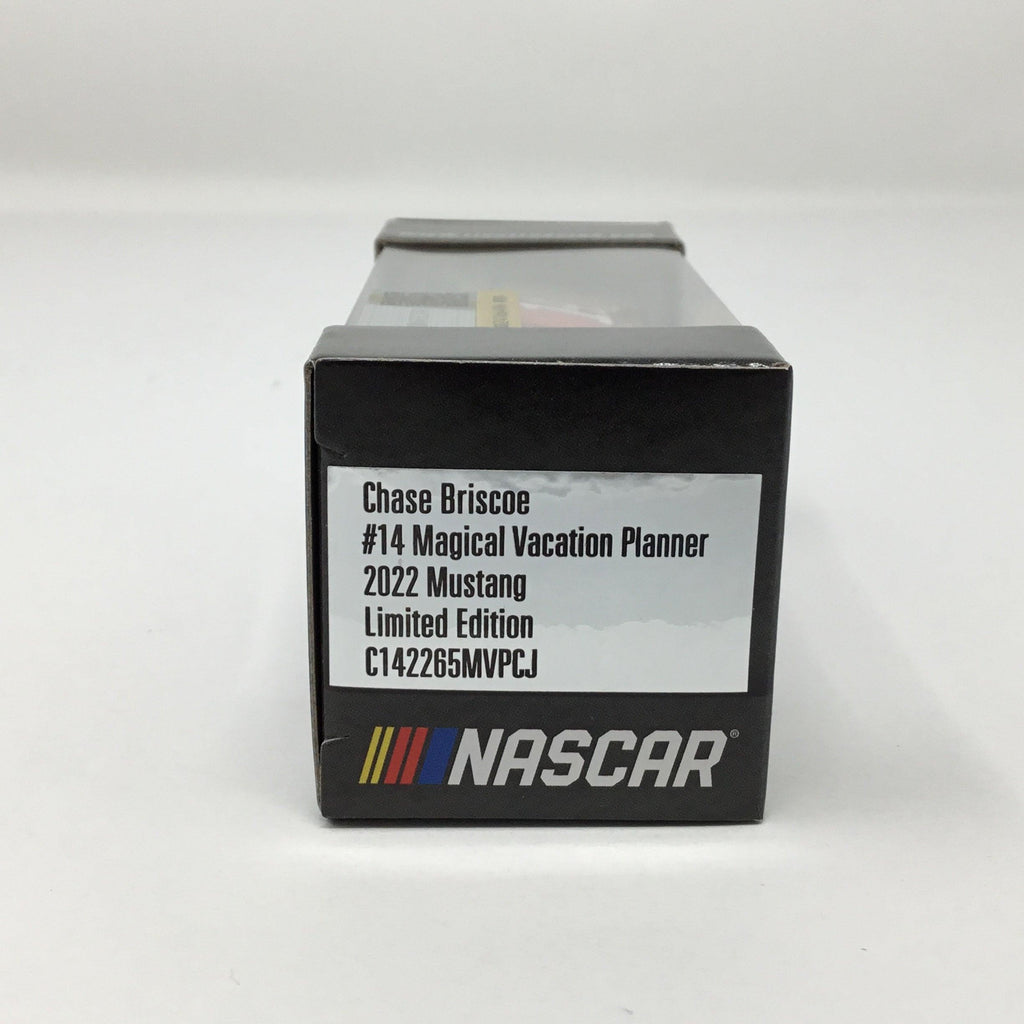 Chase Briscoe
#14 Magical Vacation Planner
2022 Mustang
Limited Edition
C142265MVPCJ
NASCAR®